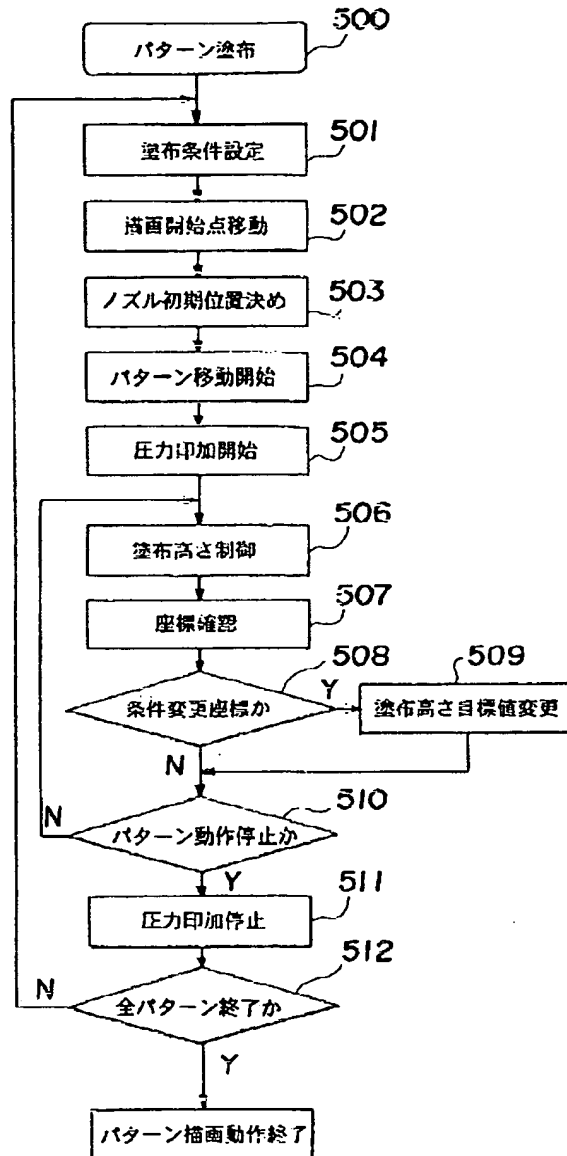 500
パターン塗布
501
塗布条件設定
502
描画開始点移動
503
ノズル初期位置決め
504
パターン移動開始
505
圧力印加開始
506
塗布高さ制御
507
座標確認
508
条件変更座標か
Y
509
塗布高さ目標値変更
N
510
N
パターン動作停止か
Y
511
圧力印加停止
512
N
全パターン終了か
Y
パターン描画動作終了